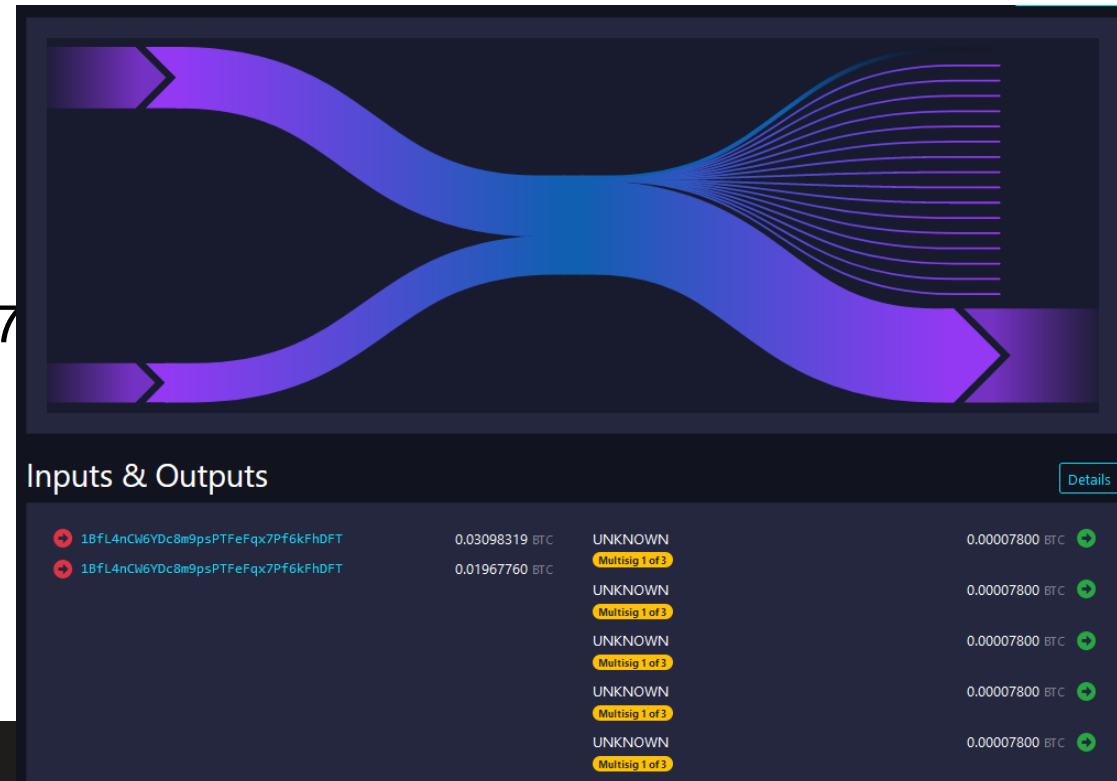 7
Inputs & Outputs
Details
1BfL4nCW6YDc8m9psPTFeFqx7Pf6kFhDFT 0.03098319 BTC UNKNOWN 0.00007800 BTC
Multisig 1 of 3
1BfL4nCW6YDc8m9psPTFeFqx7Pf6kFhDFT 0.01967760 BTC
UNKNOWN 0.00007800 BTC
Multisig 1 of 3
UNKNOWN 0.00007800 BTC
Multisig 1 of 3
UNKNOWN 0.00007800 BTC
Multisig 1 of 3
UNKNOWN 0.00007800 BTC
Multisig 1 of 3